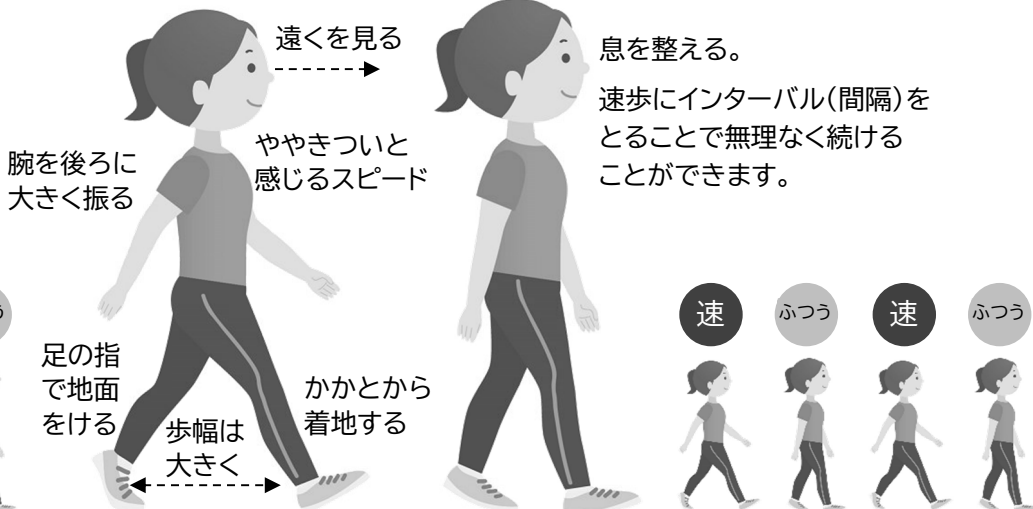 遠くを見る
腕を後ろに
大きく振る
ややきついと
感じるスピード
足の指
で地面
をける
歩幅は
大きく
かかとから
着地する
息を整える。
速歩にインターバル(間隔)を
とることで無理なく続ける
ことができます。
う
速
ふつう
速
ふつう